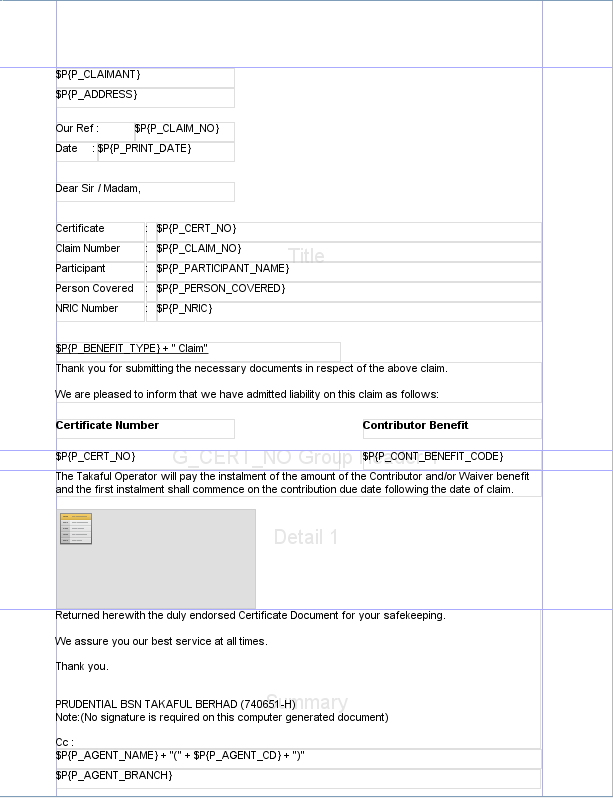 $P{P_CLAIMANT}
$P{P_ADDRESS}
Our Ref : $P{P_CLAIM_NO}
Date : $P{P_PRINT_DATE}
Dear Sir / Madam,
Certificate : $P{P_CERT_NO}
Claim Number : $P{P_CLAIM_NO}
Title
Participant : $P{P_PARTICIPANT_NAME}
Person Covered : $P{P_PERSON_COVERED}
NRIC Number : $P{P_NRIC}
$P{P_BENEFIT_TYPE} + " Claim"
Thank you for submitting the necessary documents in respect of the above claim.
We are pleased to inform that we have admitted liability on this claim as follows:
Certificate Number Contributor Benefit
$P{P_CERT_NO} G_CERT_NO Group $P{P_CONT_BENEFIT_CODE}
The Takaful Operator will pay the instalment of the amount of the Contributor and/or Waiver benefit
and the first instalment shall commence on the contribution due date following the date of claim.
Detail 1
Returned herewith the duly endorsed Certificate Document for your safekeeping.
We assure you our best service at all times.
Thank you.
PRUDENTIAL BSN TAKAFUL BERHAD (740651-H)
Summary
Note:(No signature is required on this computer generated document)
Cc :
$P{P_AGENT_NAME} + "(" + $P{P_AGENT_CD} + ")"
$P{P_AGENT_BRANCH}